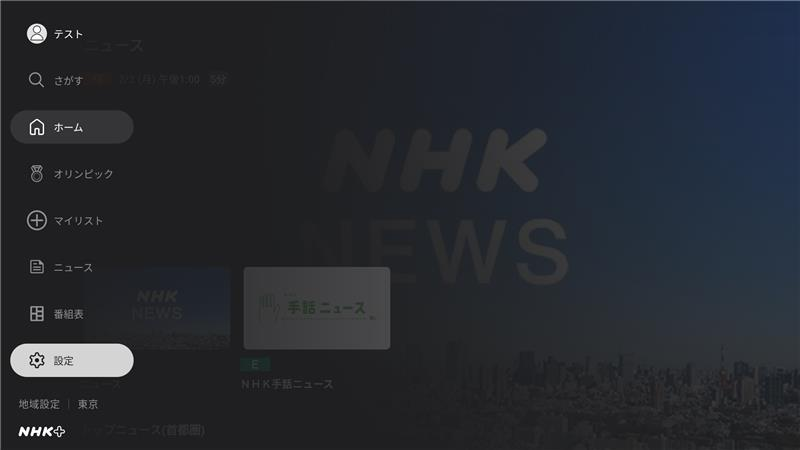 テスト
さがす
ホーム
オリンピック
マイリスト
ニュース
番組表
設定
地域設定 | 東京
NHK+
ニュース
2/2 (月) 午後1:00 5分
NHK
NEWS
NHK
NEWS
手話ニュース
E
ニュース
NHK手話ニュース
トップニュース(首都圏)